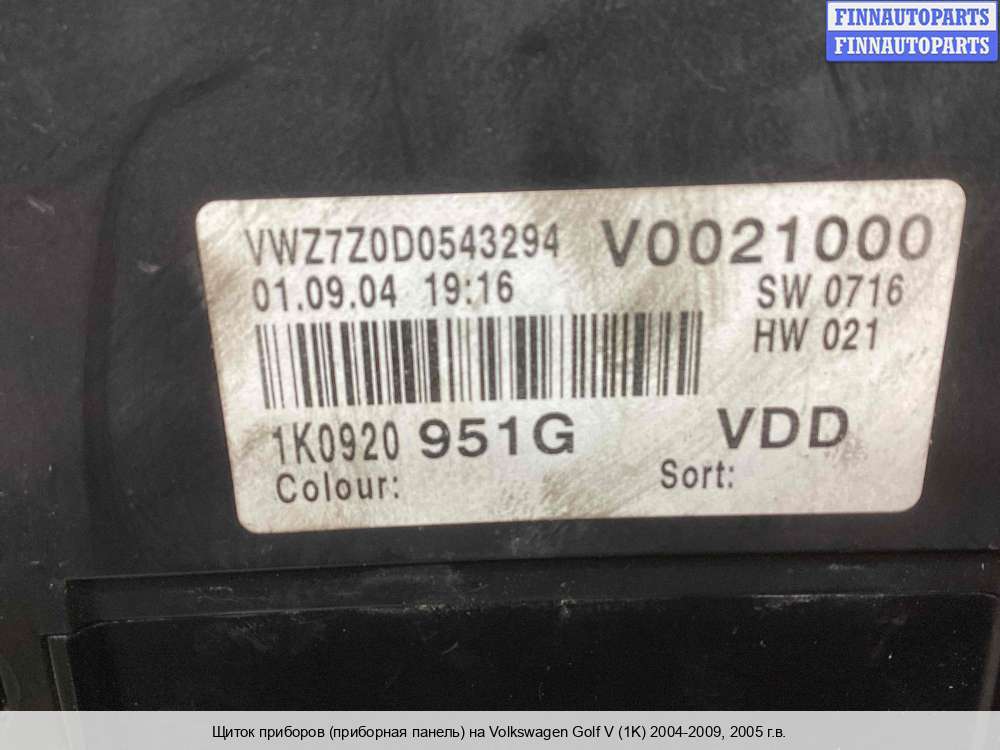 FINNAUTOPARTS
FINNAUTOPARTS
VWZ7Z0D0543294 V0021000
01.09.04 19:16 SW 0716
HW 021
1K0920 951G VDD
Colour: Sort:
Щиток приборов (приборная панель) на Volkswagen Golf V (1K) 2004-2009, 2005 г.в.